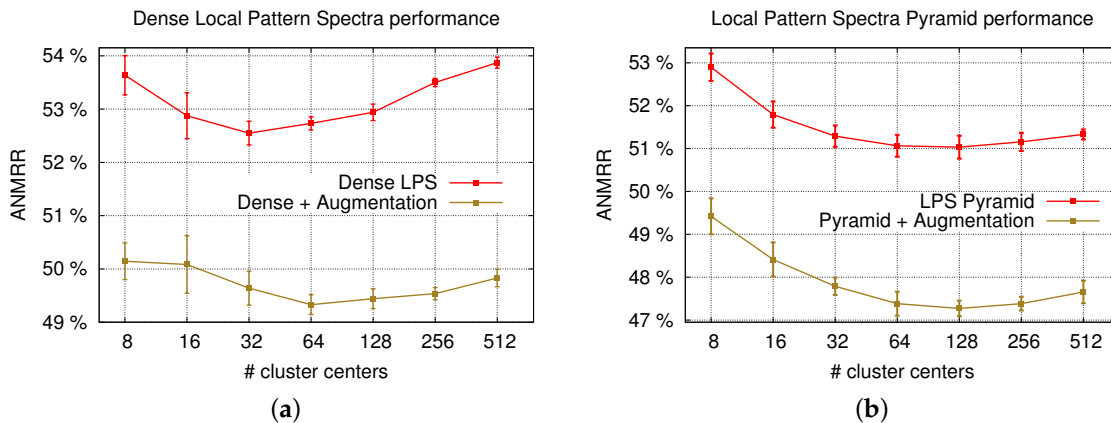 Dense Local Pattern Spectra performance
54 %
53 %
52 %
51 %
50 %
49 %
ANMRR
Dense LPS
Dense + Augmentation
8 16 32 64 128 256 512
# cluster centers
(a)
Local Pattern Spectra Pyramid performance
53 %
52 %
51 %
50 %
49 %
48 %
47 %
ANMRR
LPS Pyramid
Pyramid + Augmentation
8 16 32 64 128 256 512
# cluster centers
(b)